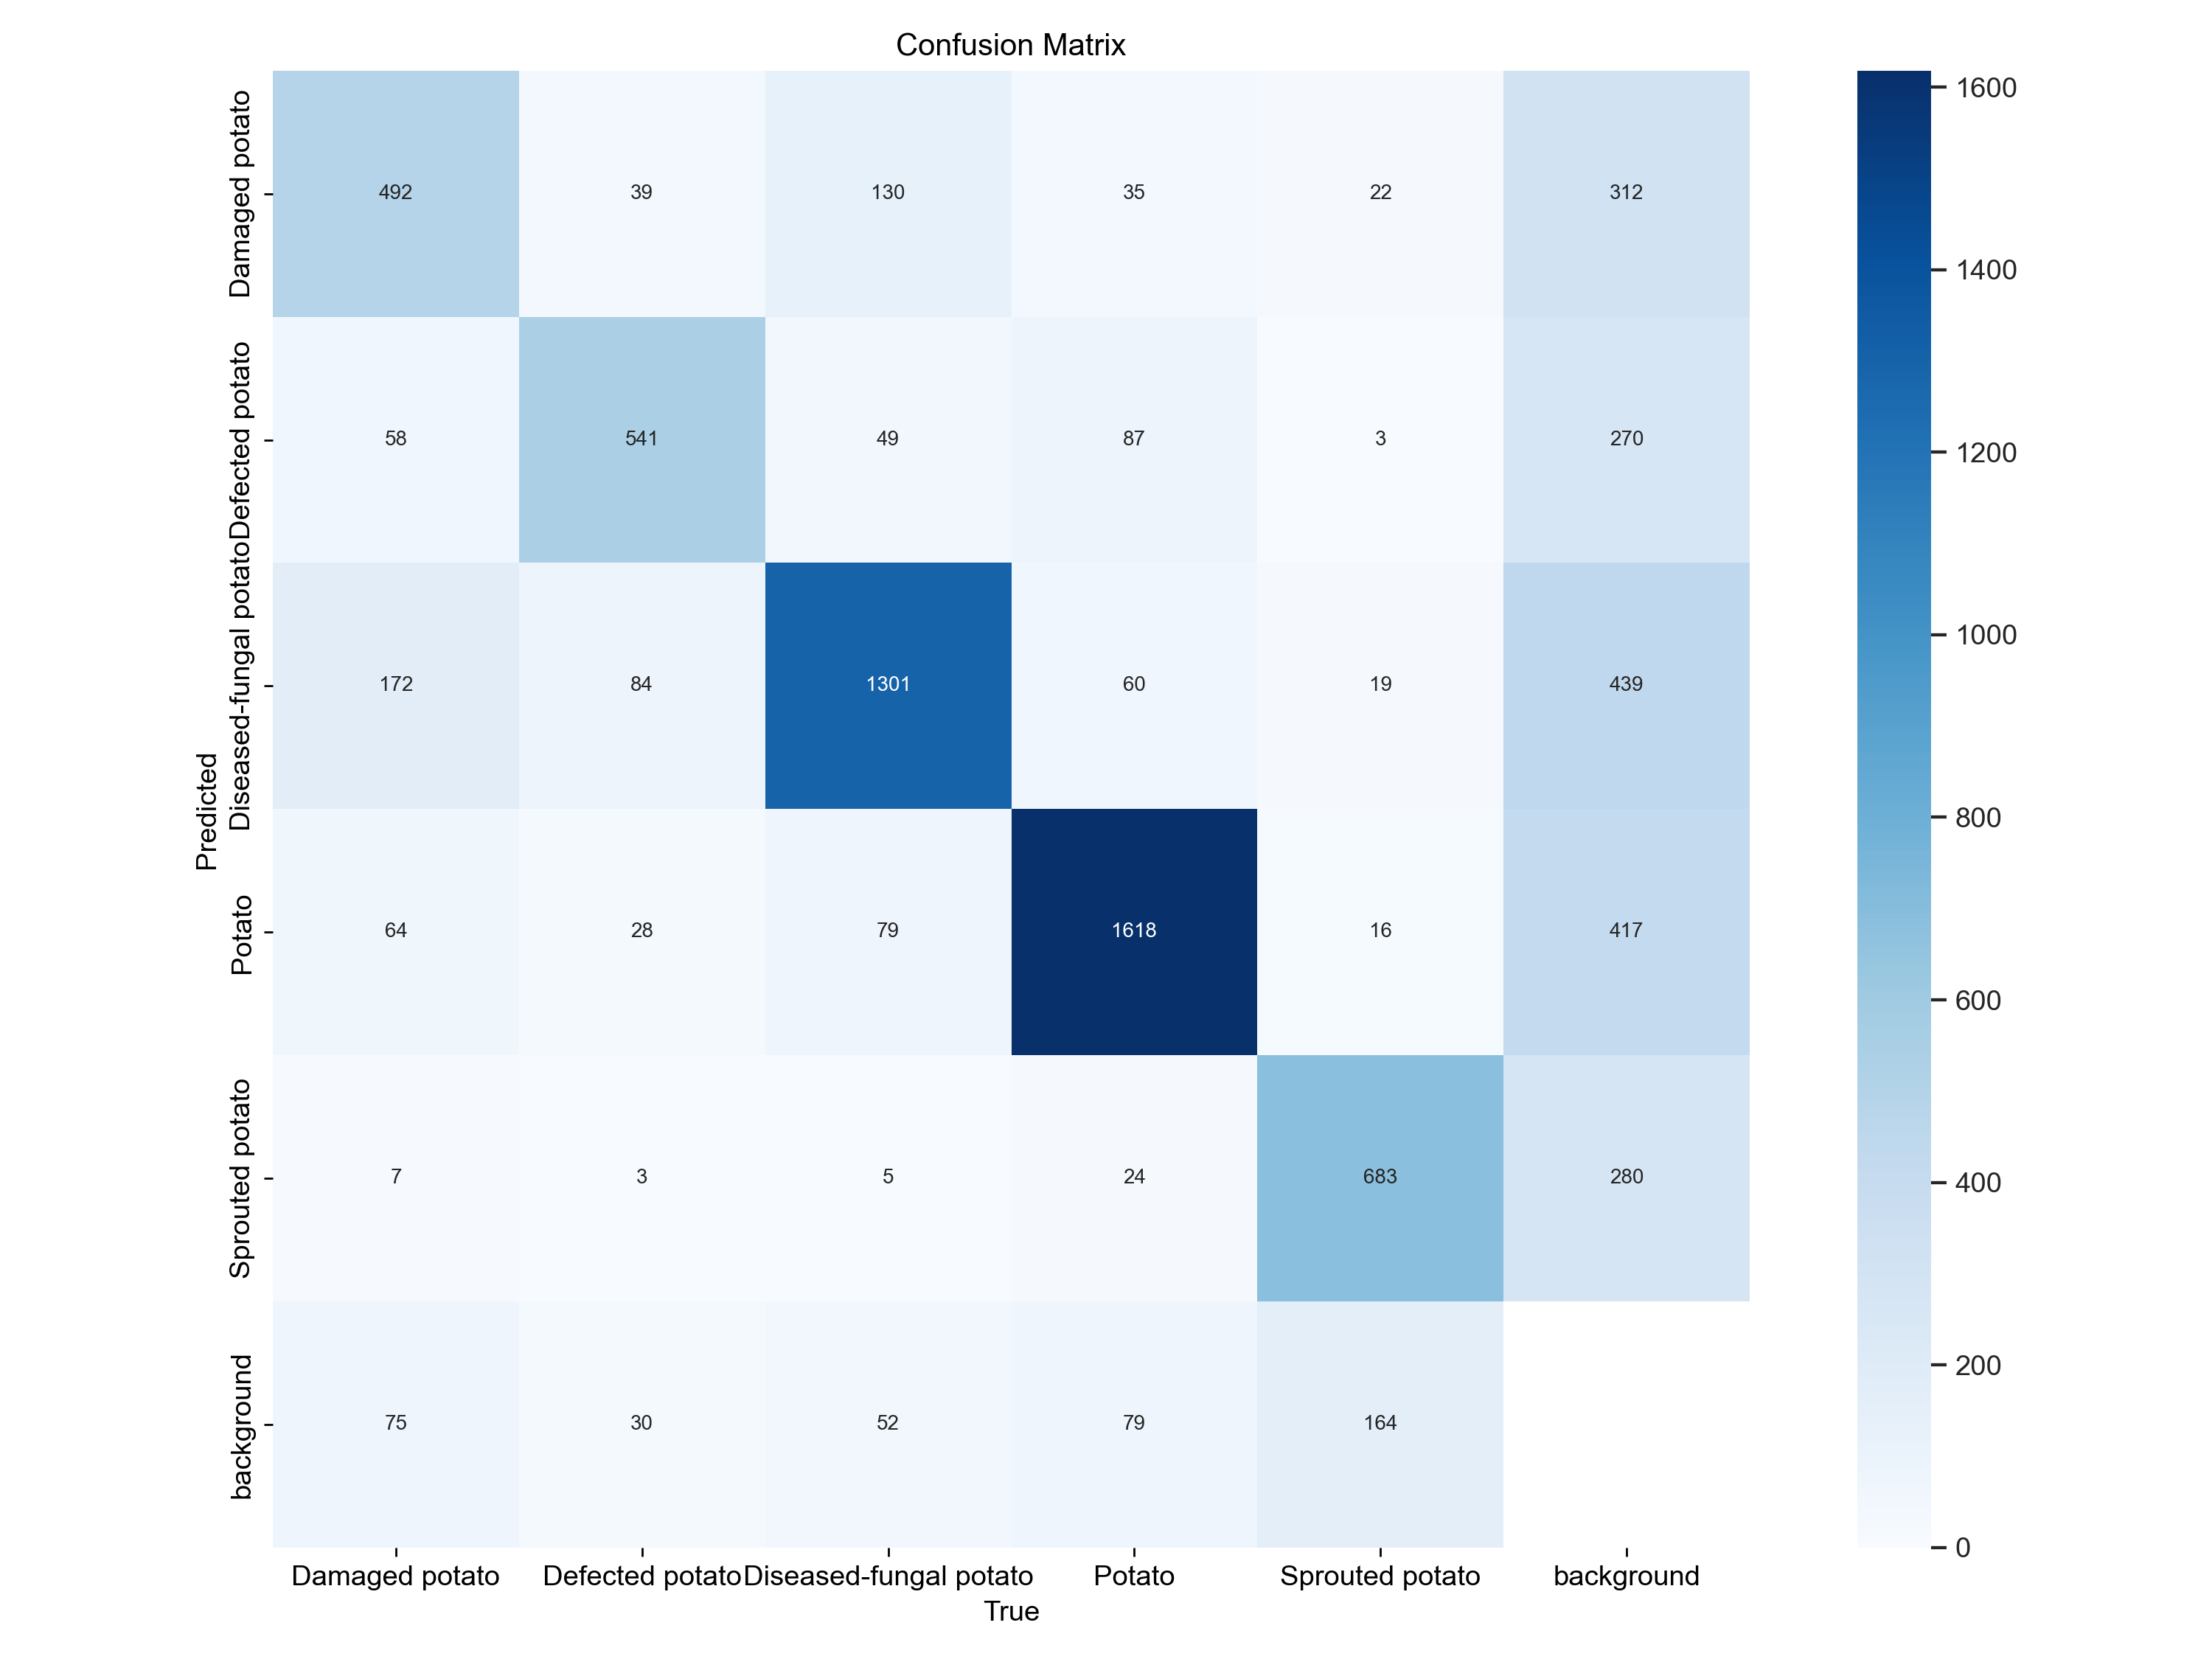 Confusion Matrix
Predicted
Damaged potato
492 39 130 35 22 312
Defected potato
58 541 49 87 3 270
Diseased-fungal potato
172 84 1301 60 19 439
Potato
64 28 79 1618 16 417
Sprouted potato
7 3 5 24 683 280
background
75 30 52 79 164
Damaged potato Defected potato Diseased-fungal potato Potato Sprouted potato background
True
1600
1400
1200
1000
800
600
400
200
0